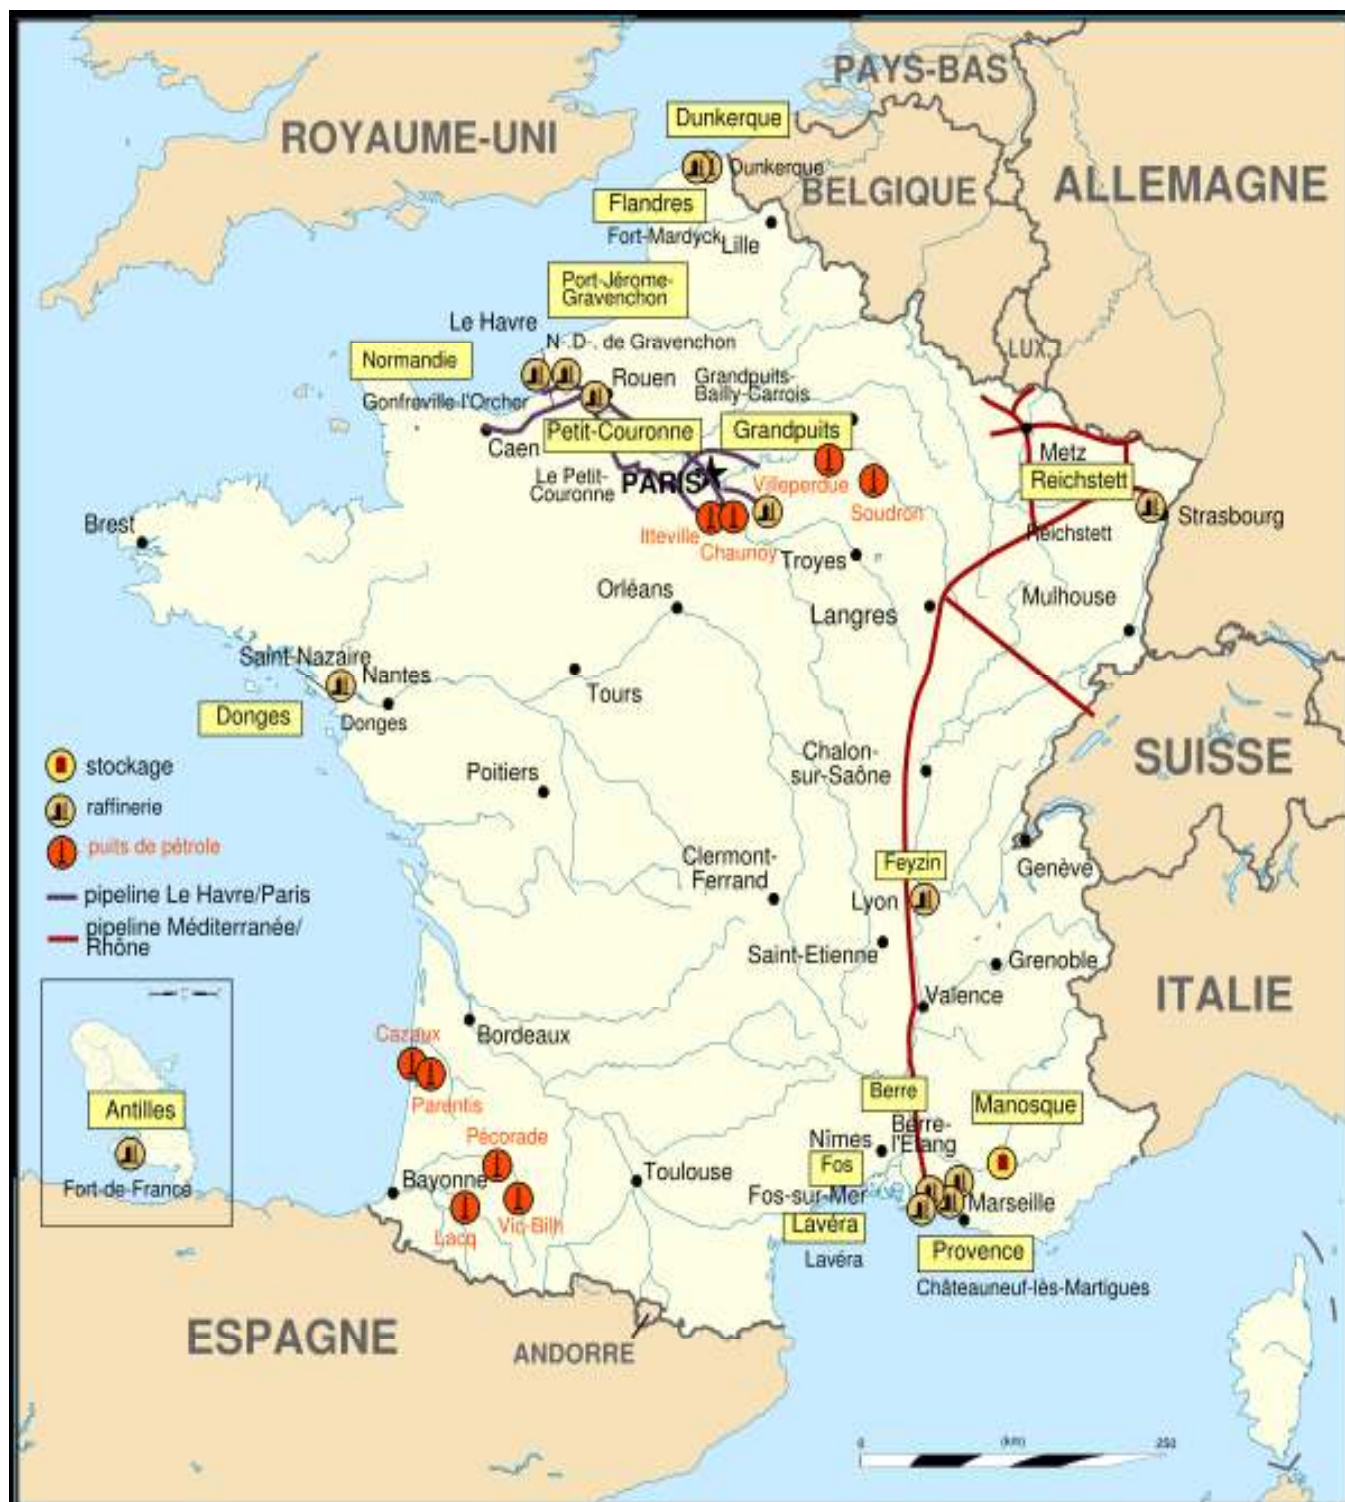 PAYS-BAS
Dunkerque
ROYAUME-UNI
Dunkerque
BELGIQUE
ALLEMAGNE
Flandres
Fort-Mardyck
Lille
Port-Jérome-
Gravenchon
Le Havre
N-.D-. de Gravenchon
LUX.
Normandie
Rouen
Grandpuits-
Bailly-Carrois
Gonfreville-l'Orcher
Caen
Petit-Couronne
Grandpuits
Metz
Le Petit-
Couronne
PARIS
Villeperdue
Reichstett
Soudron
Strasbourg
Brest
Itteville
Chaunoy
Reichstett
Troyes
Orléans
Langres
Mulhouse
Saint-Nazaire
Nantes
Tours
Donges
Donges
stockage
Poitiers
Chalon-
sur-Saône
SUISSE
raffinerie
puits de pétrole
Clermont-
Ferrand
Feyzin
Genève
pipeline Le Havre/Paris
Lyon
pipeline Méditerranée/
Rhône
Saint-Etienne
Grenoble
Valence
ITALIE
Cazaux
Bordeaux
Parentis
Berre
Manosque
Antilles
Pécorade
Nîmes
Berre-
l'Etang
Fos
Bayonne
Toulouse
Fort-de-France
Fos-sur-Mer
Marseille
Lacq
Vic-Bilh
Lavéra
Lavéra
Provence
Châteauneuf-lès-Martigues
ESPAGNE
ANDORRE
0
(km)
250